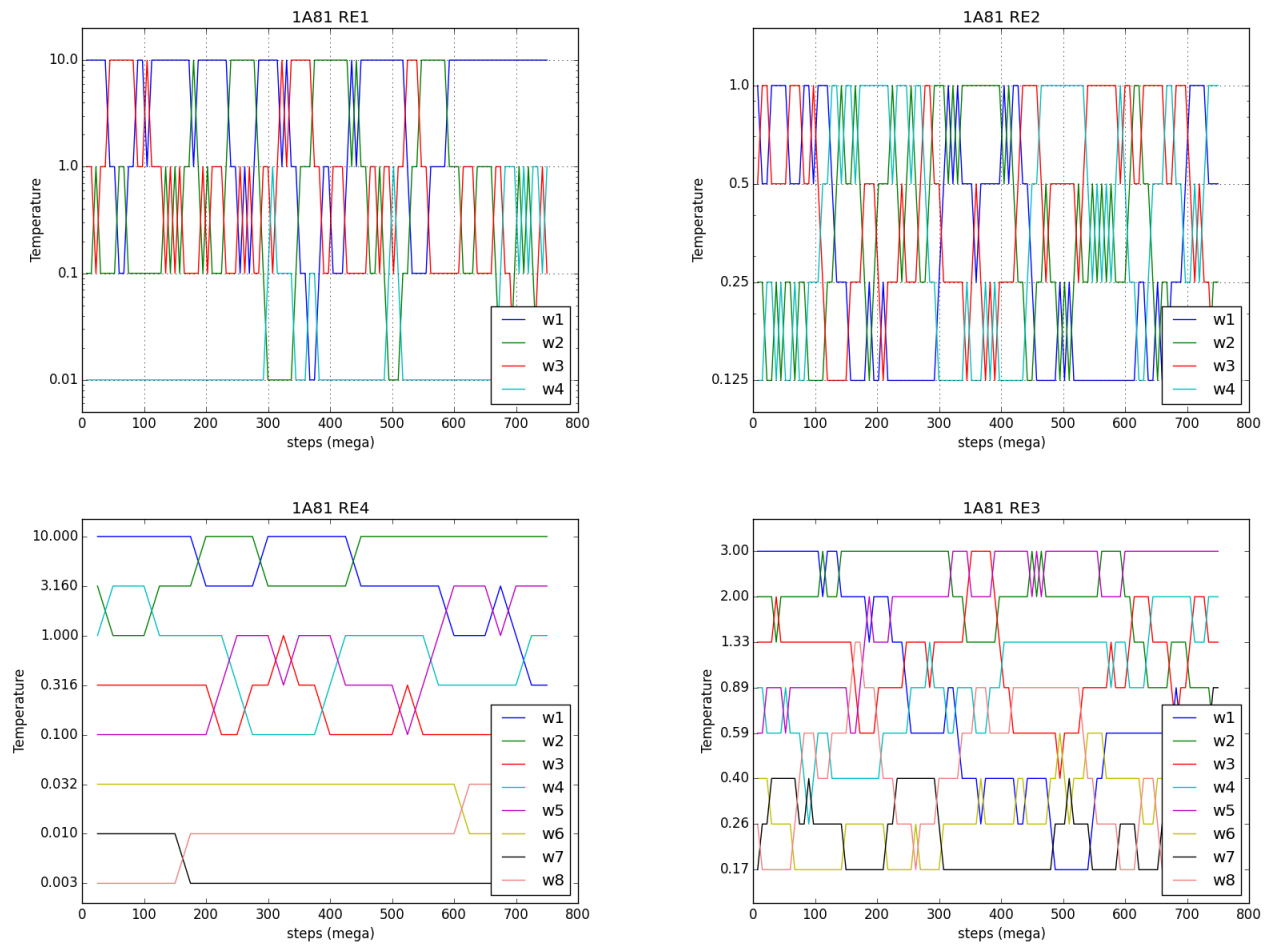 1A81 RE1
Temperature
10.0
1.0
0.1
0.01
0 100 200 300 400 500 600 700 800
steps (mega)
w1
w2
w3
w4
1A81 RE2
Temperature
1.0
0.5
0.25
0.125
0 100 200 300 400 500 600 700 800
steps (mega)
w1
w2
w3
w4
1A81 RE4
Temperature
10.000
3.160
1.000
0.316
0.100
0.032
0.010
0.003
0 100 200 300 400 500 600 700 800
steps (mega)
w1
w2
w3
w4
w5
w6
w7
w8
1A81 RE3
Temperature
3.00
2.00
1.33
0.89
0.59
0.40
0.26
0.17
0 100 200 300 400 500 600 700 800
steps (mega)
w1
w2
w3
w4
w5
w6
w7
w8